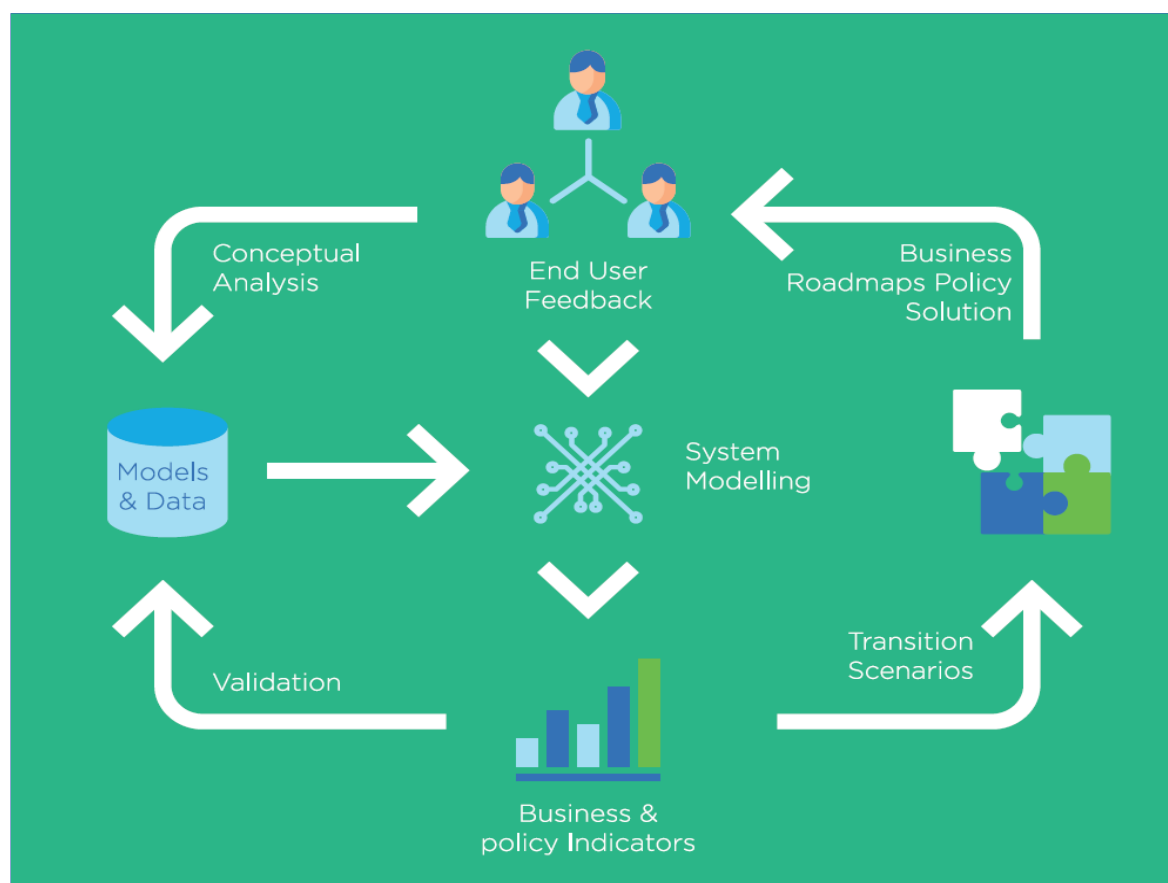 End User
Feedback
Conceptual
Analysis
Business
Roadmaps Policy
Solution
Models
& Data
System
Modelling
Validation
Transition
Scenarios
Business &
policy Indicators